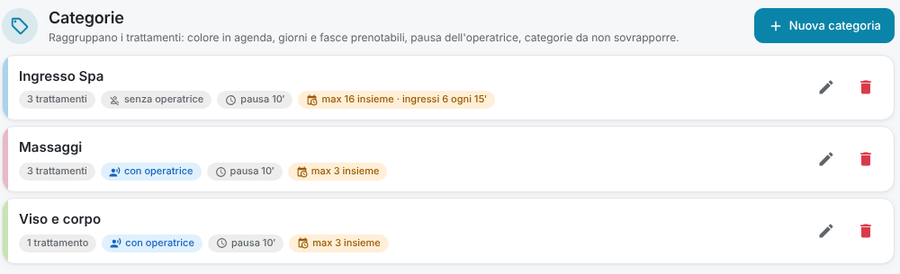 Categorie
Raggruppano i trattamenti: colore in agenda, giorni e fasce prenotabili, pausa dell'operatrice, categorie da non sovrapporre.
+ Nuova categoria
Ingresso Spa
3 trattamenti senza operatrice pausa 10' max 16 insieme · ingressi 6 ogni 15'
Massaggi
3 trattamenti con operatrice pausa 10' max 3 insieme
Viso e corpo
1 trattamento con operatrice pausa 10' max 3 insieme